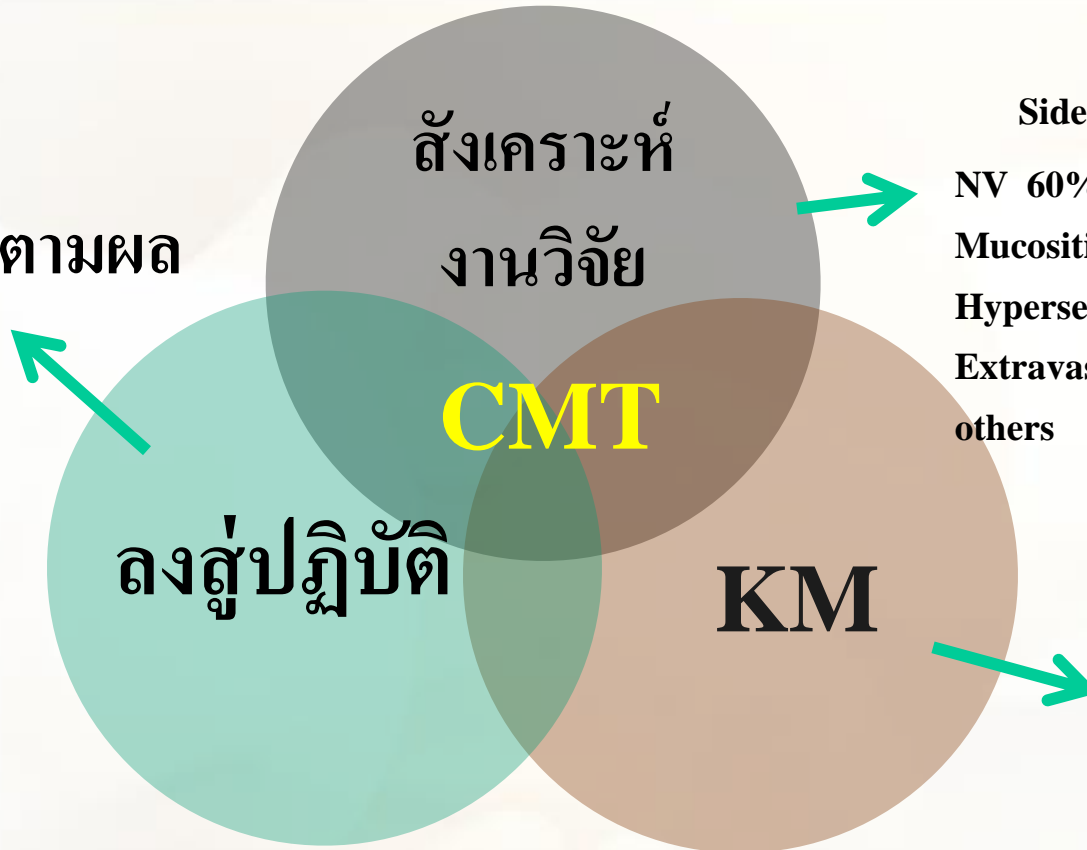 สังเคราะห์
งานวิจัย
ตามผล
CMT
ลงสู่ปฏิบัติ
KM
Side
NV 60%
others